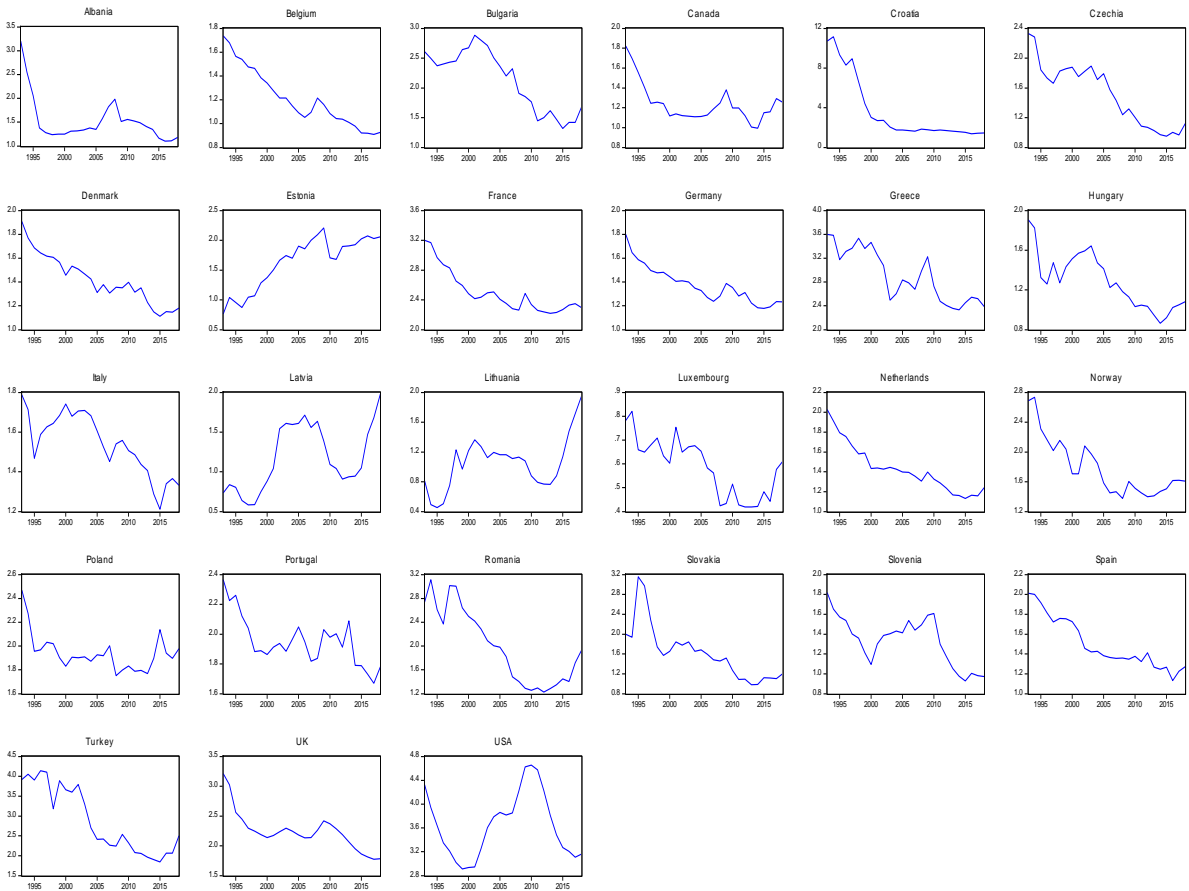 Albania
3.5
3.0
2.5
2.0
1.5
1.0
1995 2000 2005 2010 2015
Belgium
1.8
1.6
1.4
1.2
1.0
0.8
1995 2000 2005 2010 2015
Bulgaria
3.0
2.5
2.0
1.5
1.0
1995 2000 2005 2010 2015
Canada
2.0
1.8
1.6
1.4
1.2
1.0
0.8
1995 2000 2005 2010 2015
Croatia
12
8
4
0
1995 2000 2005 2010 2015
Czechia
2.4
2.0
1.6
1.2
0.8
1995 2000 2005 2010 2015
Denmark
2.0
1.8
1.6
1.4
1.2
1.0
1995 2000 2005 2010 2015
Estonia
2.5
2.0
1.5
1.0
0.5
1995 2000 2005 2010 2015
France
3.6
3.2
2.8
2.4
2.0
1995 2000 2005 2010 2015
Germany
2.0
1.8
1.6
1.4
1.2
1.0
1995 2000 2005 2010 2015
Greece
4.0
3.6
3.2
2.8
2.4
2.0
1995 2000 2005 2010 2015
Hungary
2.0
1.6
1.2
0.8
1995 2000 2005 2010 2015
Italy
1.8
1.6
1.4
1.2
1995 2000 2005 2010 2015
Latvia
2.0
1.5
1.0
0.5
1995 2000 2005 2010 2015
Lithuania
2.0
1.6
1.2
0.8
0.4
1995 2000 2005 2010 2015
Luxembourg
.9
.8
.7
.6
.5
.4
1995 2000 2005 2010 2015
Netherlands
2.2
2.0
1.8
1.6
1.4
1.2
1.0
1995 2000 2005 2010 2015
Norway
2.8
2.4
2.0
1.6
1.2
1995 2000 2005 2010 2015
Poland
2.6
2.4
2.2
2.0
1.8
1.6
1995 2000 2005 2010 2015
Portugal
2.4
2.2
2.0
1.8
1.6
1995 2000 2005 2010 2015
Romania
3.2
2.8
2.4
2.0
1.6
1.2
1995 2000 2005 2010 2015
Slovakia
3.2
2.8
2.4
2.0
1.6
1.2
0.8
1995 2000 2005 2010 2015
Slovenia
2.0
1.8
1.6
1.4
1.2
1.0
0.8
1995 2000 2005 2010 2015
Spain
2.2
2.0
1.8
1.6
1.4
1.2
1.0
1995 2000 2005 2010 2015
Turkey
4.5
4.0
3.5
3.0
2.5
2.0
1.5
1995 2000 2005 2010 2015
UK
3.5
3.0
2.5
2.0
1.5
1995 2000 2005 2010 2015
USA
4.8
4.4
4.0
3.6
3.2
2.8
1995 2000 2005 2010 2015